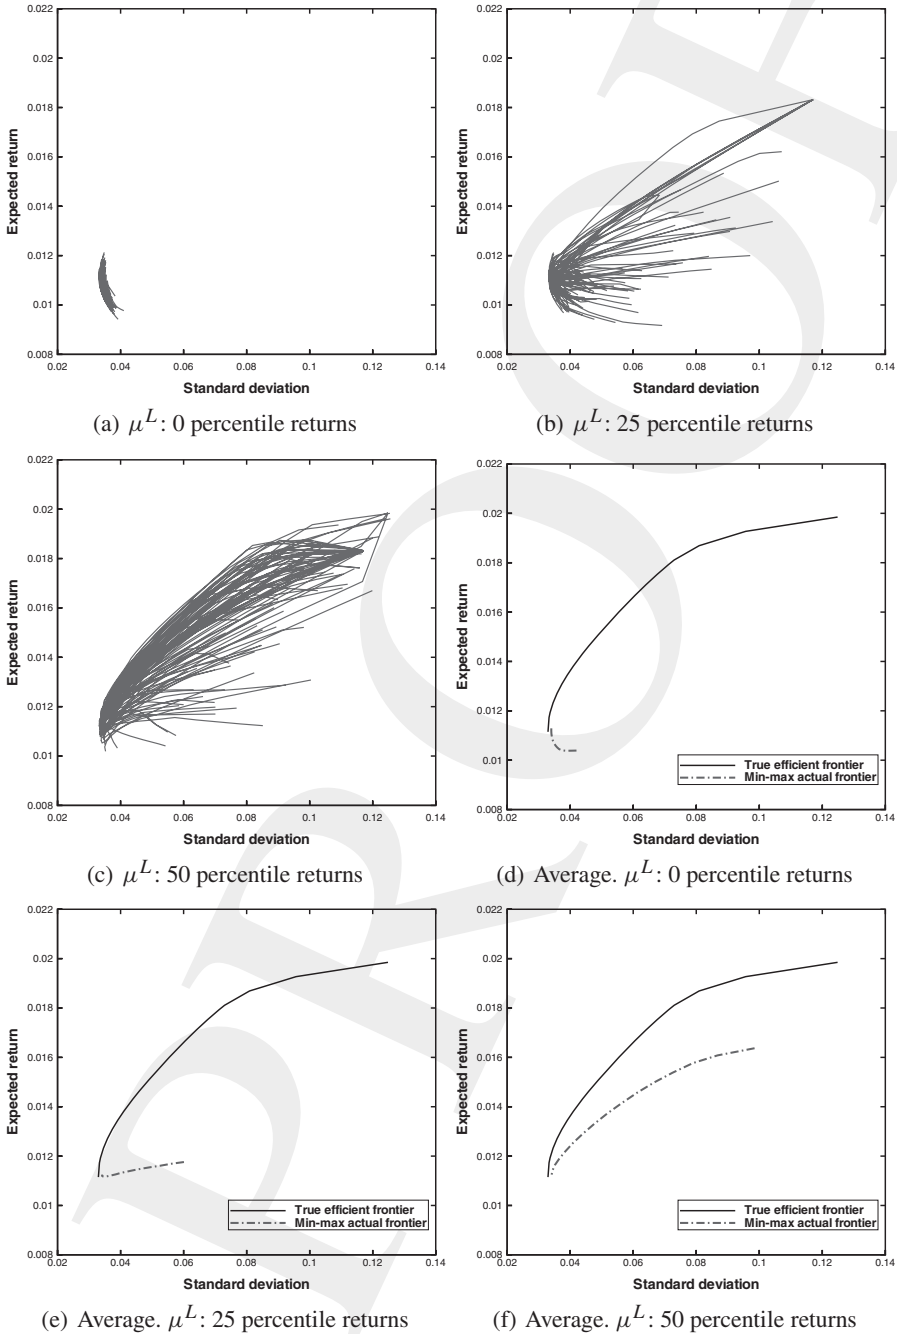 0.022
0.02
0.018
0.016
0.014
0.012
0.01
0.008
0.02 0.04 0.06 0.08 0.1 0.12 0.14
Expected return
Standard deviation
(a) μL: 0 percentile returns
0.022
0.02
0.018
0.016
0.014
0.012
0.01
0.008
0.02 0.04 0.06 0.08 0.1 0.12 0.14
Expected return
Standard deviation
(b) μL: 25 percentile returns
0.022
0.02
0.018
0.016
0.014
0.012
0.01
0.008
0.02 0.04 0.06 0.08 0.1 0.12 0.14
Expected return
Standard deviation
(c) μL: 50 percentile returns
0.022
0.02
0.018
0.016
0.014
0.012
0.01
0.008
0.02 0.04 0.06 0.08 0.1 0.12 0.14
Expected return
True efficient frontier
Min-max actual frontier
Standard deviation
(d) Average. μL: 0 percentile returns
0.022
0.02
0.018
0.016
0.014
0.012
0.01
0.008
0.02 0.04 0.06 0.08 0.1 0.12 0.14
Expected return
True efficient frontier
Min-max actual frontier
Standard deviation
(e) Average. μL: 25 percentile returns
0.022
0.02
0.018
0.016
0.014
0.012
0.01
0.008
0.02 0.04 0.06 0.08 0.1 0.12 0.14
Expected return
True efficient frontier
Min-max actual frontier
Standard deviation
(f) Average. μL: 50 percentile returns
PROOF